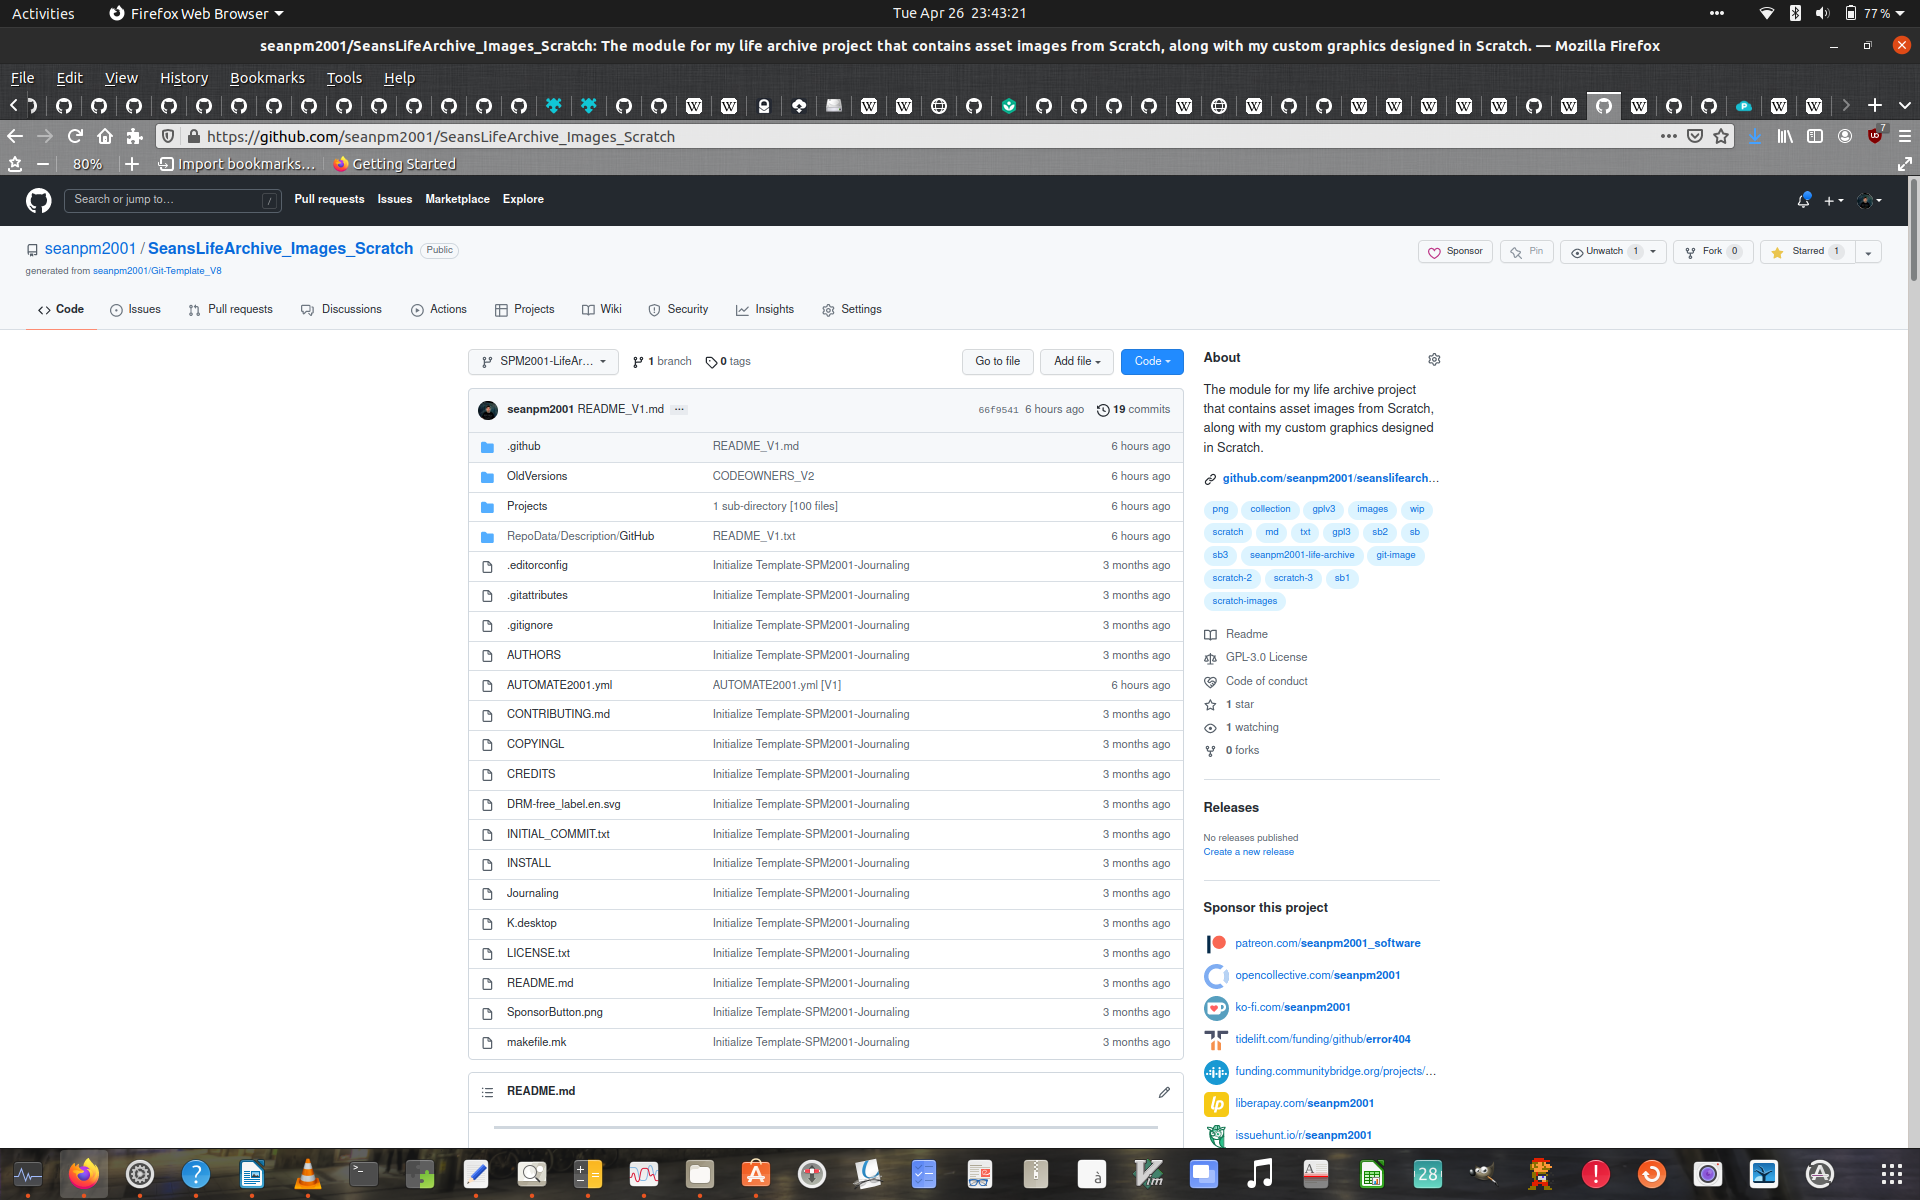 Activities Firefox Web Browser Tue Apr 26 23:43:21 77 %
seanpm2001/SeansLifeArchive_Images_Scratch: The module for my life archive project that contains asset images from Scratch, along with my custom graphics designed in Scratch. — Mozilla Firefox
File Edit View History Bookmarks Tools Help
https://github.com/seanpm2001/SeansLifeArchive_Images_Scratch 7
80% Import bookmarks... Getting Started
Search or jump to... / Pull requests Issues Marketplace Explore
seanpm2001 / SeansLifeArchive_Images_Scratch Public Sponsor Pin Unwatch 1 Fork 0 Starred 1
generated from seanpm2001/Git-Template_V8
Code Issues Pull requests Discussions Actions Projects Wiki Security Insights Settings
SPM2001-LifeAr... 1 branch 0 tags Go to file Add file Code
seanpm2001 README_V1.md ... 66f9541 6 hours ago 19 commits
.github README_V1.md 6 hours ago
OldVersions CODEOWNERS_V2 6 hours ago
Projects 1 sub-directory [100 files] 6 hours ago
RepoData/Description/GitHub README_V1.txt 6 hours ago
.editorconfig Initialize Template-SPM2001-Journaling 3 months ago
.gitattributes Initialize Template-SPM2001-Journaling 3 months ago
.gitignore Initialize Template-SPM2001-Journaling 3 months ago
AUTHORS Initialize Template-SPM2001-Journaling 3 months ago
AUTOMATE2001.yml AUTOMATE2001.yml [V1] 6 hours ago
CONTRIBUTING.md Initialize Template-SPM2001-Journaling 3 months ago
COPYINGL Initialize Template-SPM2001-Journaling 3 months ago
CREDITS Initialize Template-SPM2001-Journaling 3 months ago
DRM-free_label.en.svg Initialize Template-SPM2001-Journaling 3 months ago
INITIAL_COMMIT.txt Initialize Template-SPM2001-Journaling 3 months ago
INSTALL Initialize Template-SPM2001-Journaling 3 months ago
Journaling Initialize Template-SPM2001-Journaling 3 months ago
K.desktop Initialize Template-SPM2001-Journaling 3 months ago
LICENSE.txt Initialize Template-SPM2001-Journaling 3 months ago
README.md Initialize Template-SPM2001-Journaling 3 months ago
SponsorButton.png Initialize Template-SPM2001-Journaling 3 months ago
makefile.mk Initialize Template-SPM2001-Journaling 3 months ago
README.md
About
The module for my life archive project
that contains asset images from Scratch,
along with my custom graphics designed
in Scratch.
github.com/seanpm2001/seanslifearch...
png collection gplv3 images wip
scratch md txt gpl3 sb2 sb
sb3 seanpm2001-life-archive git-image
scratch-2 scratch-3 sb1
scratch-images
Readme
GPL-3.0 License
Code of conduct
1 star
1 watching
0 forks
Releases
No releases published
Create a new release
Sponsor this project
patreon.com/seanpm2001_software
opencollective.com/seanpm2001
ko-fi.com/seanpm2001
tidelift.com/funding/github/error404
funding.communitybridge.org/projects/...
liberapay.com/seanpm2001
issuehunt.io/r/seanpm2001
28